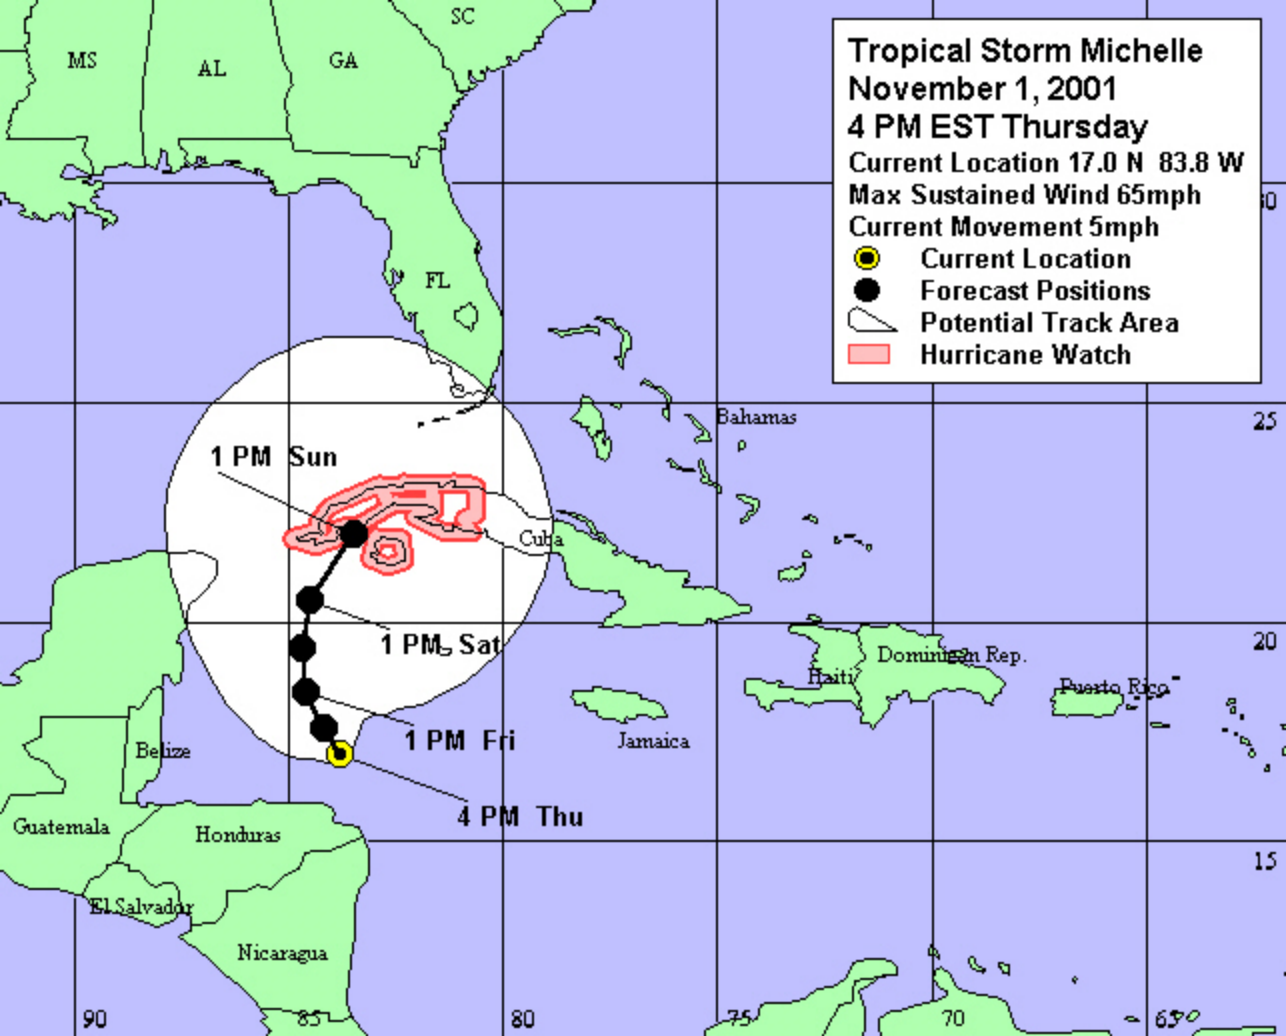 SC
MS
AL
GA
Tropical Storm Michelle
November 1, 2001
4 PM EST Thursday
Current Location 17.0 N 83.8 W
Max Sustained Wind 65mph
Current Movement 5mph
Current Location
Forecast Positions
Potential Track Area
Hurricane Watch
FL
Bahamas
25
1 PM Sun
Cuba
1 PM Sat
20
Dominican Rep.
Haiti
Puerto Rico
Jamaica
1 PM Fri
Belize
4 PM Thu
Guatemala
Honduras
15
El Salvador
Nicaragua
90
85
80
75
70
65